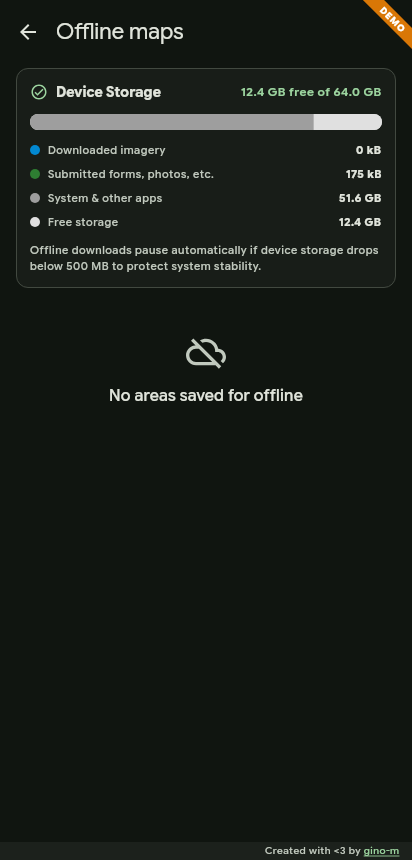 Offline maps
DEMO
Device Storage
12.4 GB free of 64.0 GB
Downloaded imagery
0 kB
Submitted forms, photos, etc.
175 kB
System & other apps
51.6 GB
Free storage
12.4 GB
Offline downloads pause automatically if device storage drops
below 500 MB to protect system stability.
No areas saved for offline
Created with <3 by gino-m